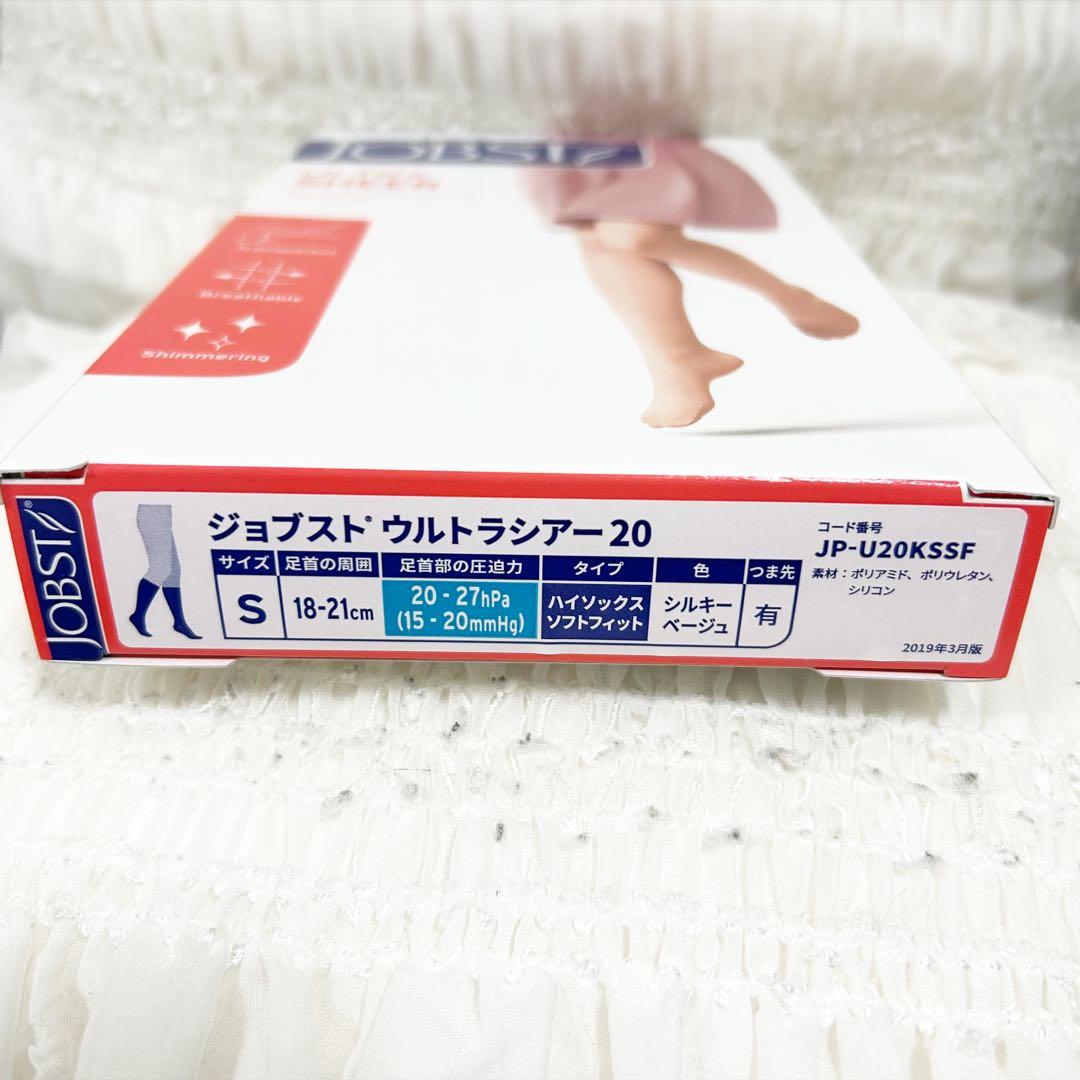 JOBST
ULTRA
SHEER
Transparent
Breathable
Shimmering
JOBST®
ジョブスト® ウルトラシアー20
サイズ 足首の周囲 足首部の圧迫力 タイプ 色 つま先
S 18-21cm 20 - 27hPa (15 - 20mmHg) ハイソックス ソフトフィット シルキー ベージュ 有
コード番号
JP-U20KSSF
素材：ポリアミド、ポリウレタン、
シリコン
2019年3月版